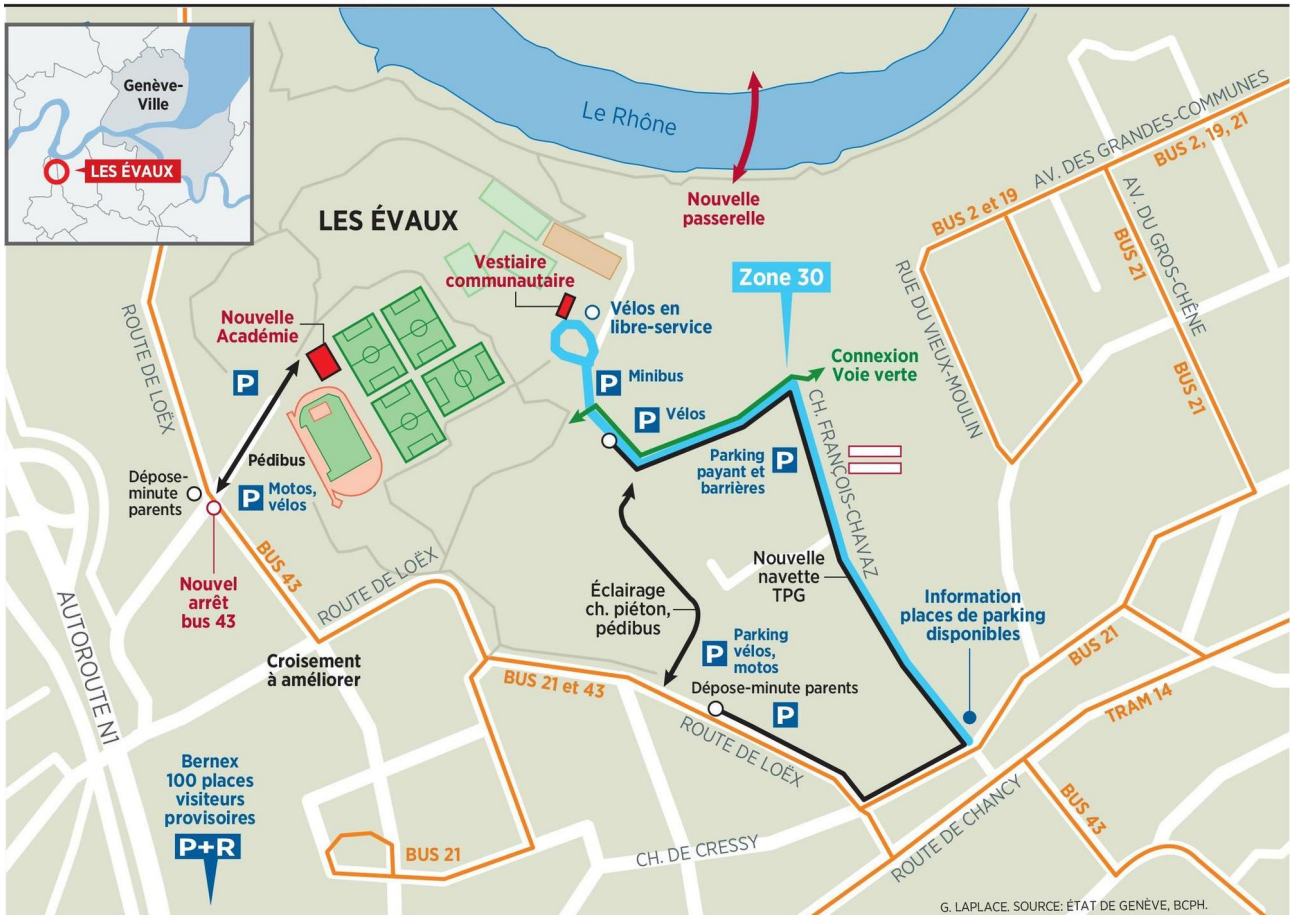 Genève-
Ville
LES ÉVAUX
Le Rhône
Nouvelle
passerelle
AV. DES GRANDES-COMMUNES
BUS 2, 19, 21
BUS 2 et 19
AV. DU GROS-CHÊNE
BUS 21
BUS 21
RUE DU VIEUX-MOULIN
LES ÉVAUX
Vestiaire
communautaire
Zone 30
Vélos en
libre-service
Nouvelle
Académie
ROUTE DE LOËX
P
P
Minibus
Connexion
Voie verte
P
Vélos
CH. FRANÇOIS-CHAVAZ
Parking
payant et
barrières
P
Pédibus
Dépose-
minute
parents
P
Motos,
vélos
Nouvel
arrêt
bus 43
BUS 43
ROUTE DE LOËX
Éclairage
ch. piéton,
pédibus
Nouvelle
navette
TPG
Information
places de parking
disponibles
AUTOROUTE N1
Croisement
à améliorer
BUS 21 et 43
P
Parking
vélos,
motos
Dépose-minute parents
P
ROUTE DE LOËX
BUS 21
TRAM 14
Bernex
100 places
visiteurs
provisoires
P+R
BUS 21
CH. DE CRESSY
ROUTE DE CHANCY
BUS 43
G. LAPLACE. SOURCE: ÉTAT DE GENÈVE, BCPH.